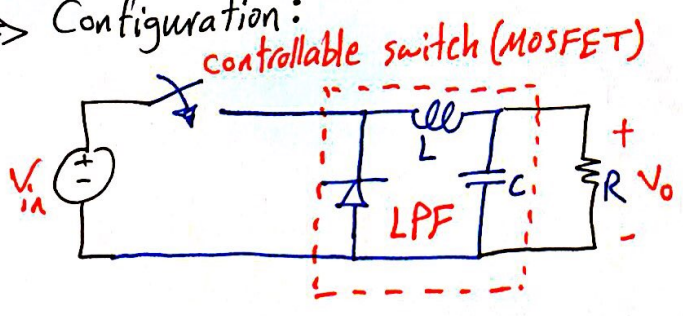 => Configuration:
controllable switch (MOSFET)
+
-
Vin
L
C
LPF
R
+
Vo
-